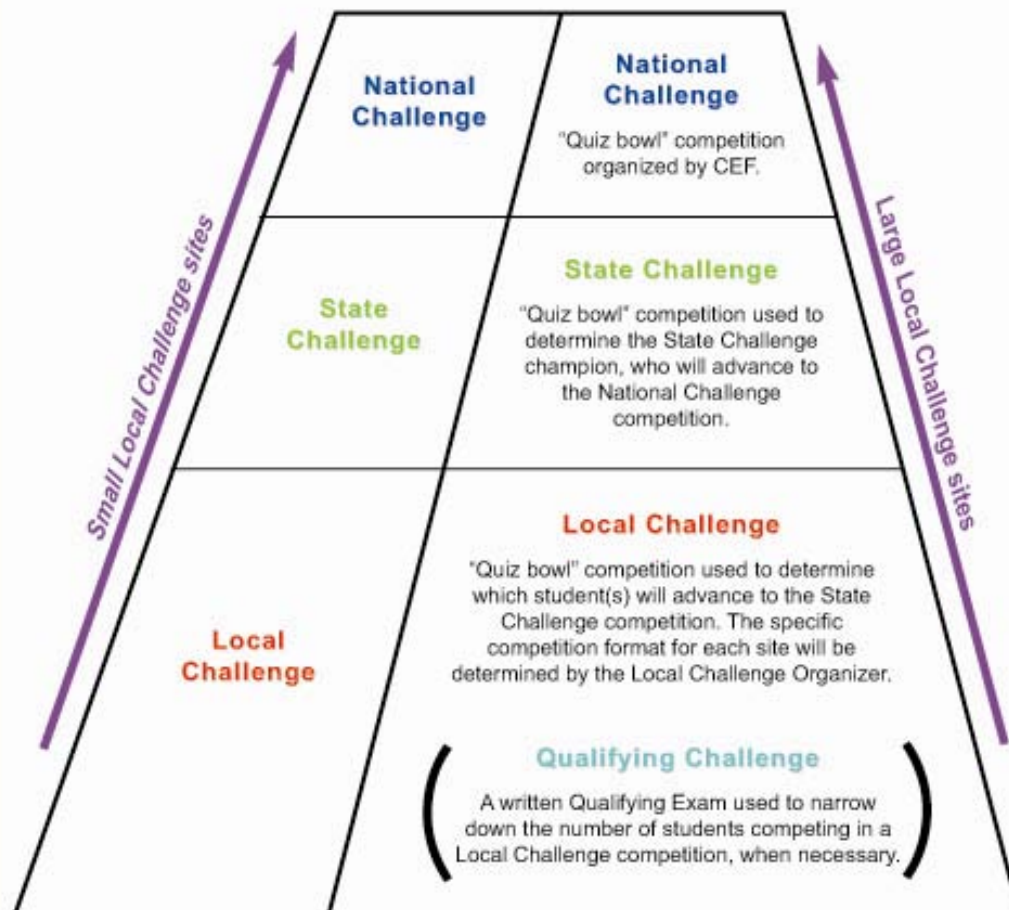 Small Local Challenge sites
National
Challenge
State
Challenge
Local
Challenge
National
Challenge
"Quiz bowl" competition
organized by CEF.
State Challenge
"Quiz bowl" competition used to
determine the State Challenge
champion, who will advance to
the National Challenge
competition.
Local Challenge
"Quiz bowl" competition used to determine
which student(s) will advance to the State
Challenge competition. The specific
competition format for each site will be
determined by the Local Challenge Organizer.
Qualifying Challenge
A written Qualifying Exam used to narrow
down the number of students competing in a
Local Challenge competition, when necessary.
Large Local Challenge sites